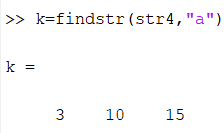 >> k=findstr(str4,"a")
k =
3 10 15